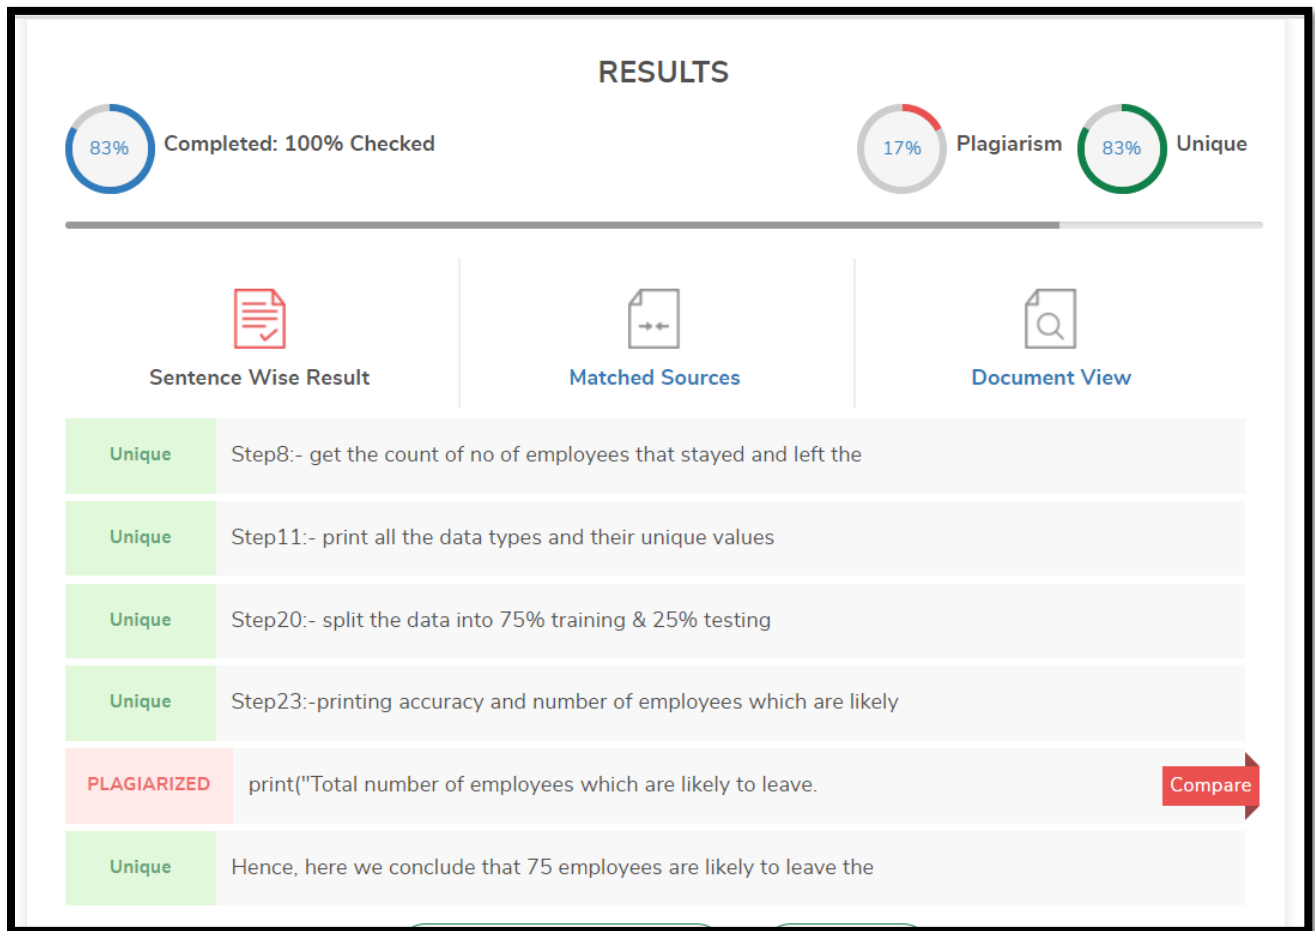 RESULTS
83% Completed: 100% Checked 17% Plagiarism 83% Unique
Sentence Wise Result Matched Sources Document View
Unique Step8:- get the count of no of employees that stayed and left the
Unique Step11:- print all the data types and their unique values
Unique Step20:- split the data into 75% training & 25% testing
Unique Step23:-printing accuracy and number of employees which are likely
PLAGIARIZED print("Total number of employees which are likely to leave. Compare
Unique Hence, here we conclude that 75 employees are likely to leave the